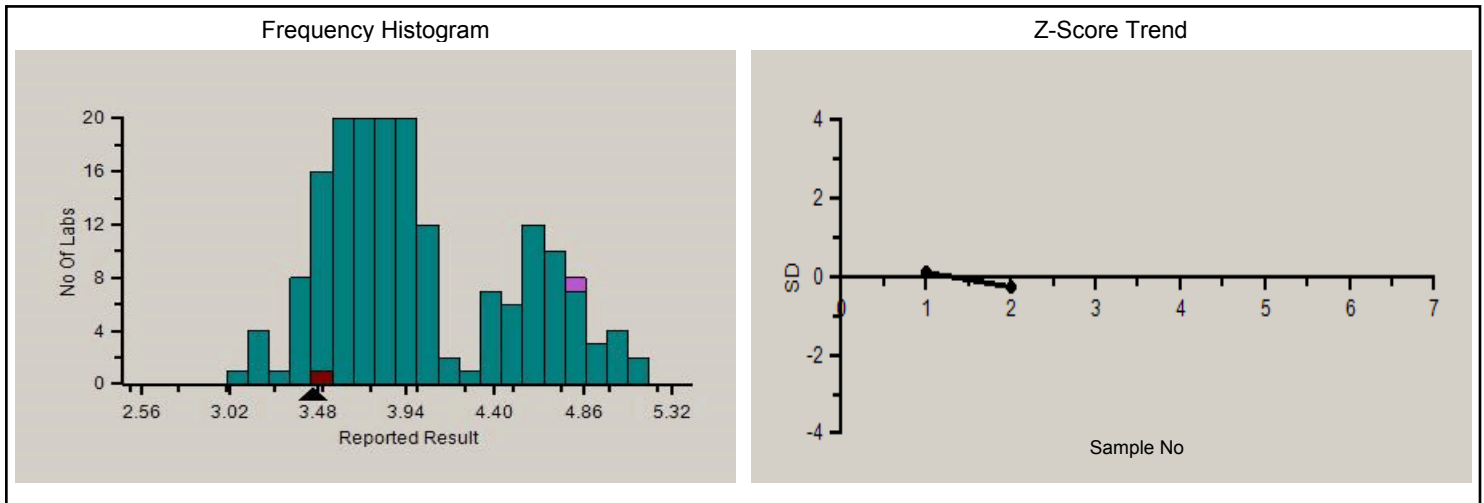 Frequency Histogram
20
16
12
8
4
0
No Of Labs
2.56 3.02 3.48 3.94 4.40 4.86 5.32
Reported Result
Z-Score Trend
4
2
0
-2
-4
SD
0 1 2 3 4 5 6 7
Sample No